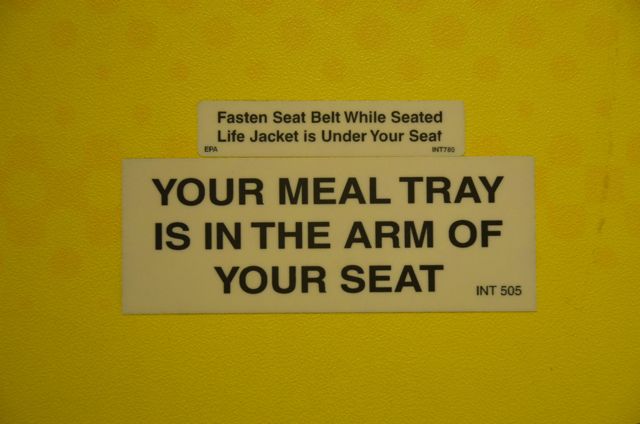 Fasten Seat Belt While Seated
Life Jacket is Under Your Seat
EPA INT785
YOUR MEAL TRAY
IS IN THE ARM OF
YOUR SEAT
INT 505